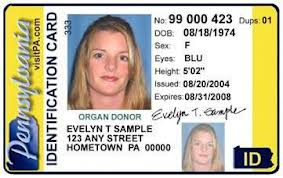 Pennsylvania
visitPA.com
IDENTIFICATION CARD
No: 99 000 423 Dups: 01
DOB: 08/18/1974
Sex: F
Eyes: BLU
Height: 5'02"
Issued: 08/20/2004
Expires: 08/31/2008
Evelyn T. Sample
ORGAN DONOR
EVELYN T SAMPLE
123 ANY STREET
HOMETOWN PA 00000
ID